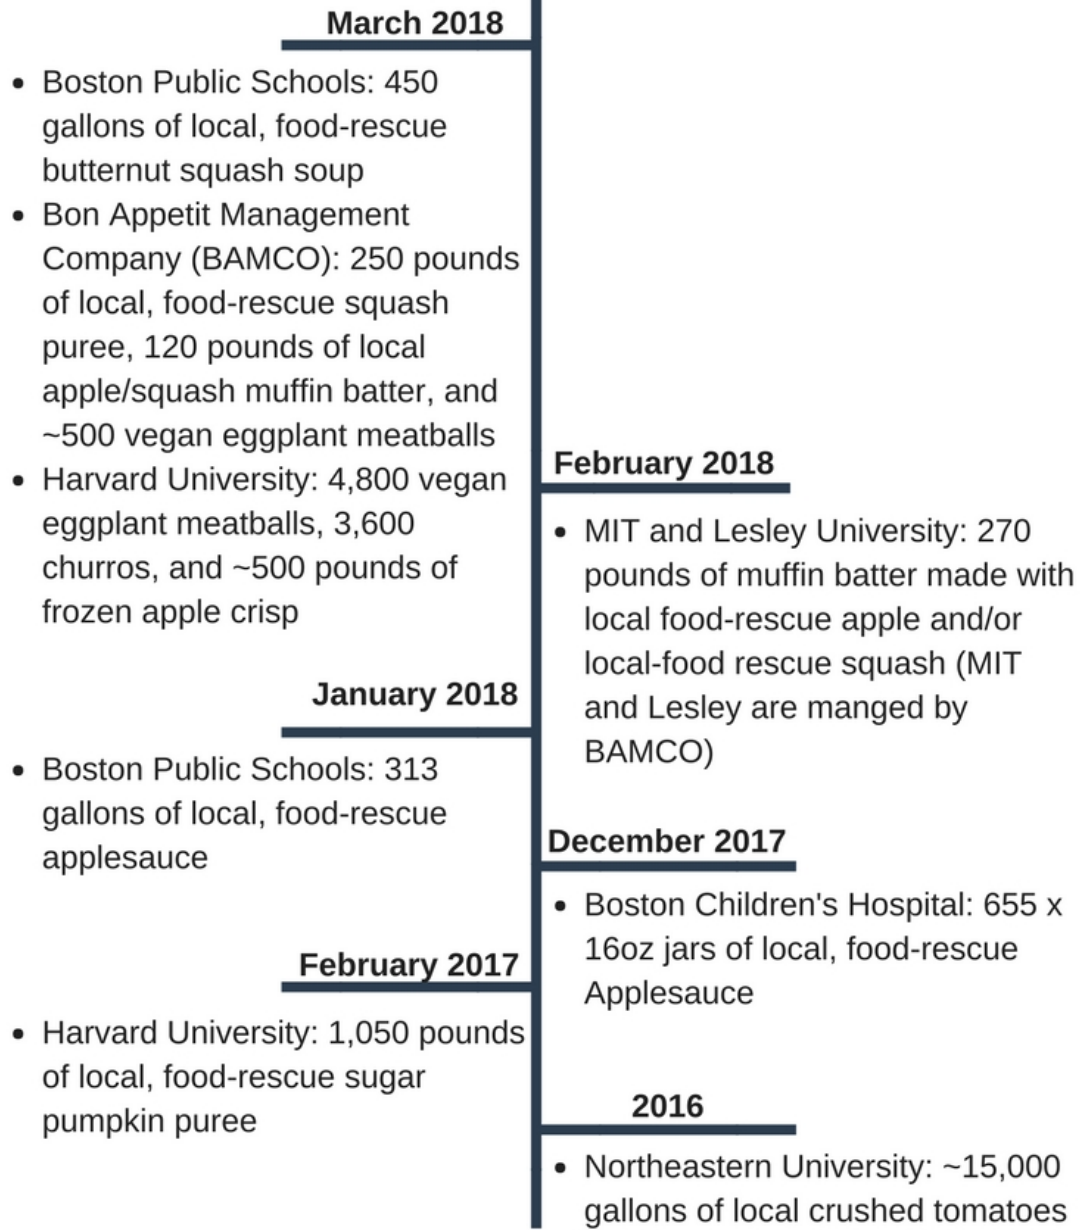 March 2018
• Boston Public Schools: 450
gallons of local, food-rescue
butternut squash soup
• Bon Appetit Management
Company (BAMCO): 250 pounds
of local, food-rescue squash
puree, 120 pounds of local
apple/squash muffin batter, and
~500 vegan eggplant meatballs
• Harvard University: 4,800 vegan
eggplant meatballs, 3,600
churros, and ~500 pounds of
frozen apple crisp
February 2018
• MIT and Lesley University: 270
pounds of muffin batter made with
local food-rescue apple and/or
local-food rescue squash (MIT
and Lesley are manged by
BAMCO)
January 2018
• Boston Public Schools: 313
gallons of local, food-rescue
applesauce
December 2017
• Boston Children's Hospital: 655 x
16oz jars of local, food-rescue
Applesauce
February 2017
• Harvard University: 1,050 pounds
of local, food-rescue sugar
pumpkin puree
2016
• Northeastern University: ~15,000
gallons of local crushed tomatoes